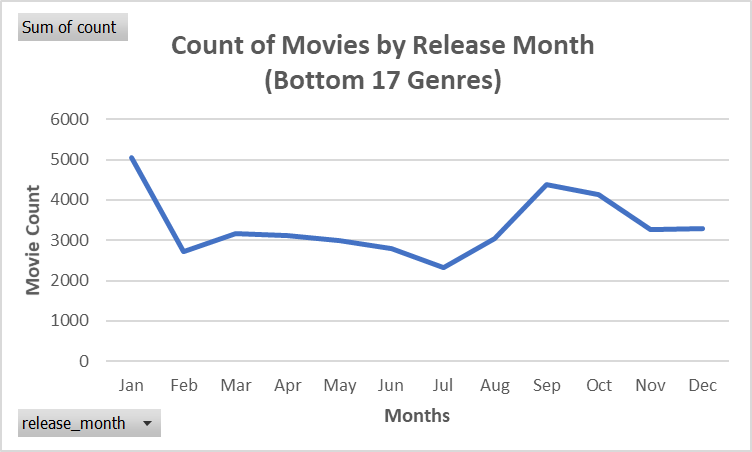 Sum of count
Count of Movies by Release Month
(Bottom 17 Genres)
6000
5000
4000
3000
2000
1000
0
Movie Count
Jan Feb Mar Apr May Jun Jul Aug Sep Oct Nov Dec
Months
release_month